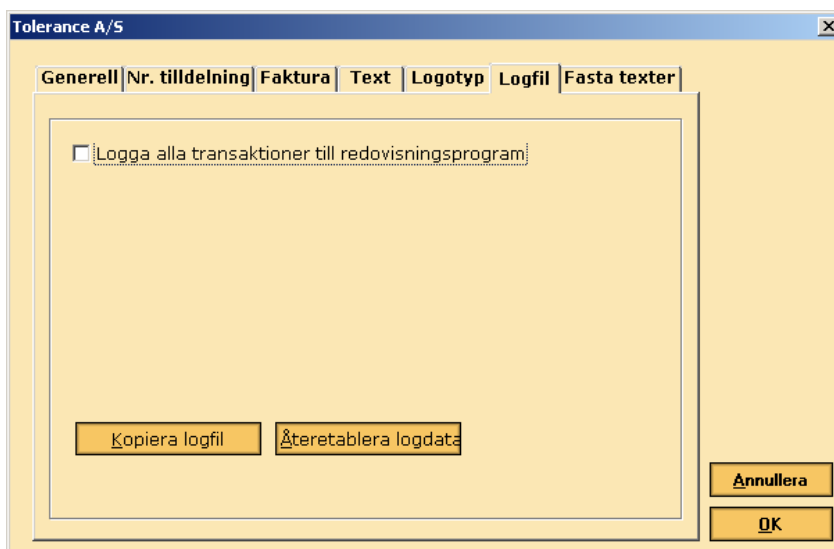 Tolerance A/S
Generell Nr. tilldelning Faktura Text Logotyp Logfil Fasta texter
Logga alla transaktioner till redovisningsprogram
Kopiera logfil Återetablera logdata
Annullera
OK